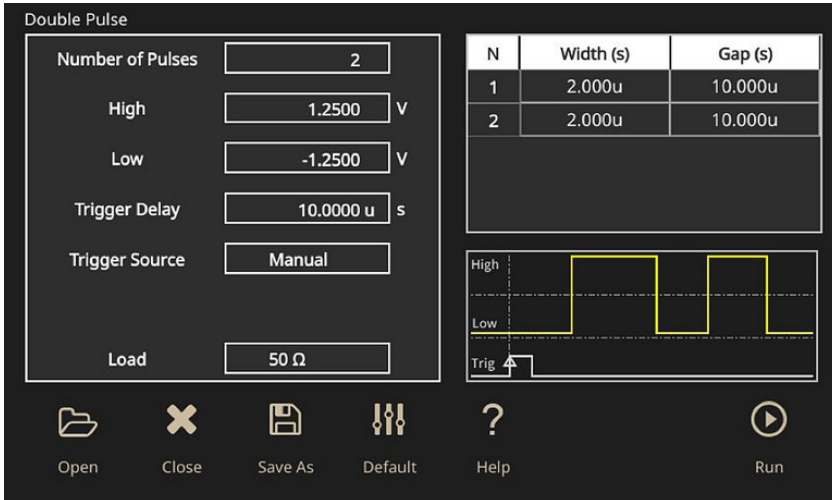 Double Pulse
Number of Pulses 2
High 1.2500 V
Low -1.2500 V
Trigger Delay 10.0000 u s
Trigger Source Manual
Load 50 Ω
N Width (s) Gap (s)
1 2.000u 10.000u
2 2.000u 10.000u
High
Low
Trig
Open Close Save As Default Help Run